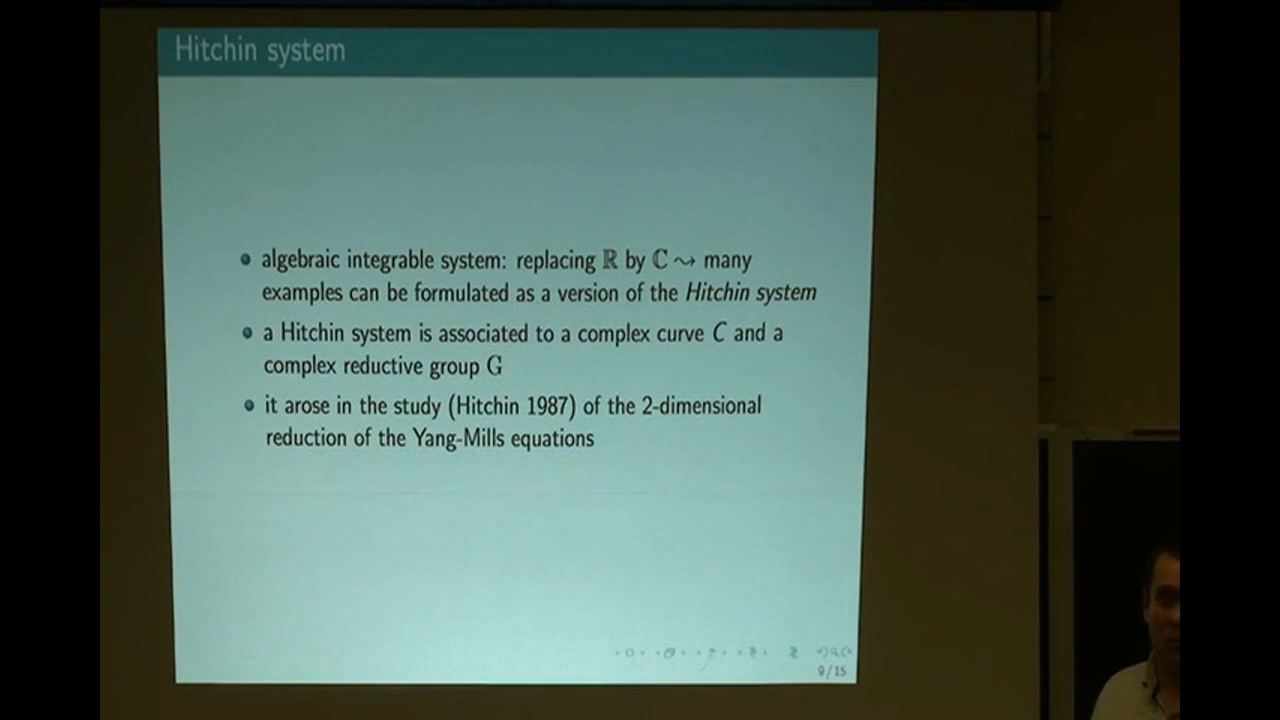 Hitchin system
algebraic integrable system: replacing ℝ by ℂ ⇝ many
examples can be formulated as a version of the Hitchin system
a Hitchin system is associated to a complex curve C and a
complex reductive group G
it arose in the study (Hitchin 1987) of the 2-dimensional
reduction of the Yang-Mills equations
9/15